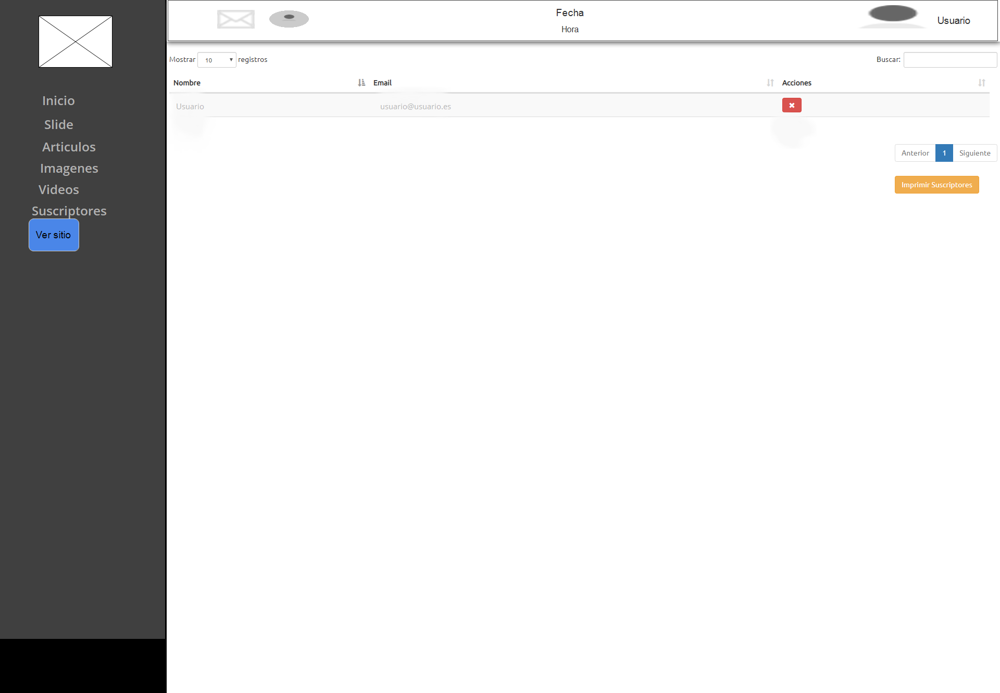 Inicio
Slide
Articulos
Imagenes
Videos
Suscriptores
Ver sitio
Fecha
Hora
Usuario
Mostrar 10 registros
Buscar:
Nombre Email Acciones
Usuario usuario@usuario.es
Anterior 1 Siguiente
Imprimir Suscriptores